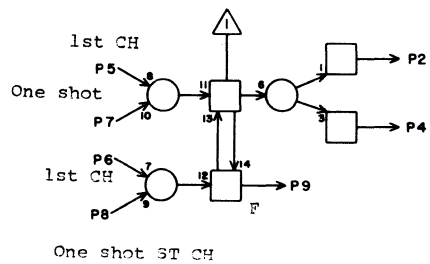 1
1st CH
P5
8
11
6
1
P2
One shot
10
P7
13
3
P4
P6
7
1st CH
12
14
P9
9
P8
F
One shot ST CH